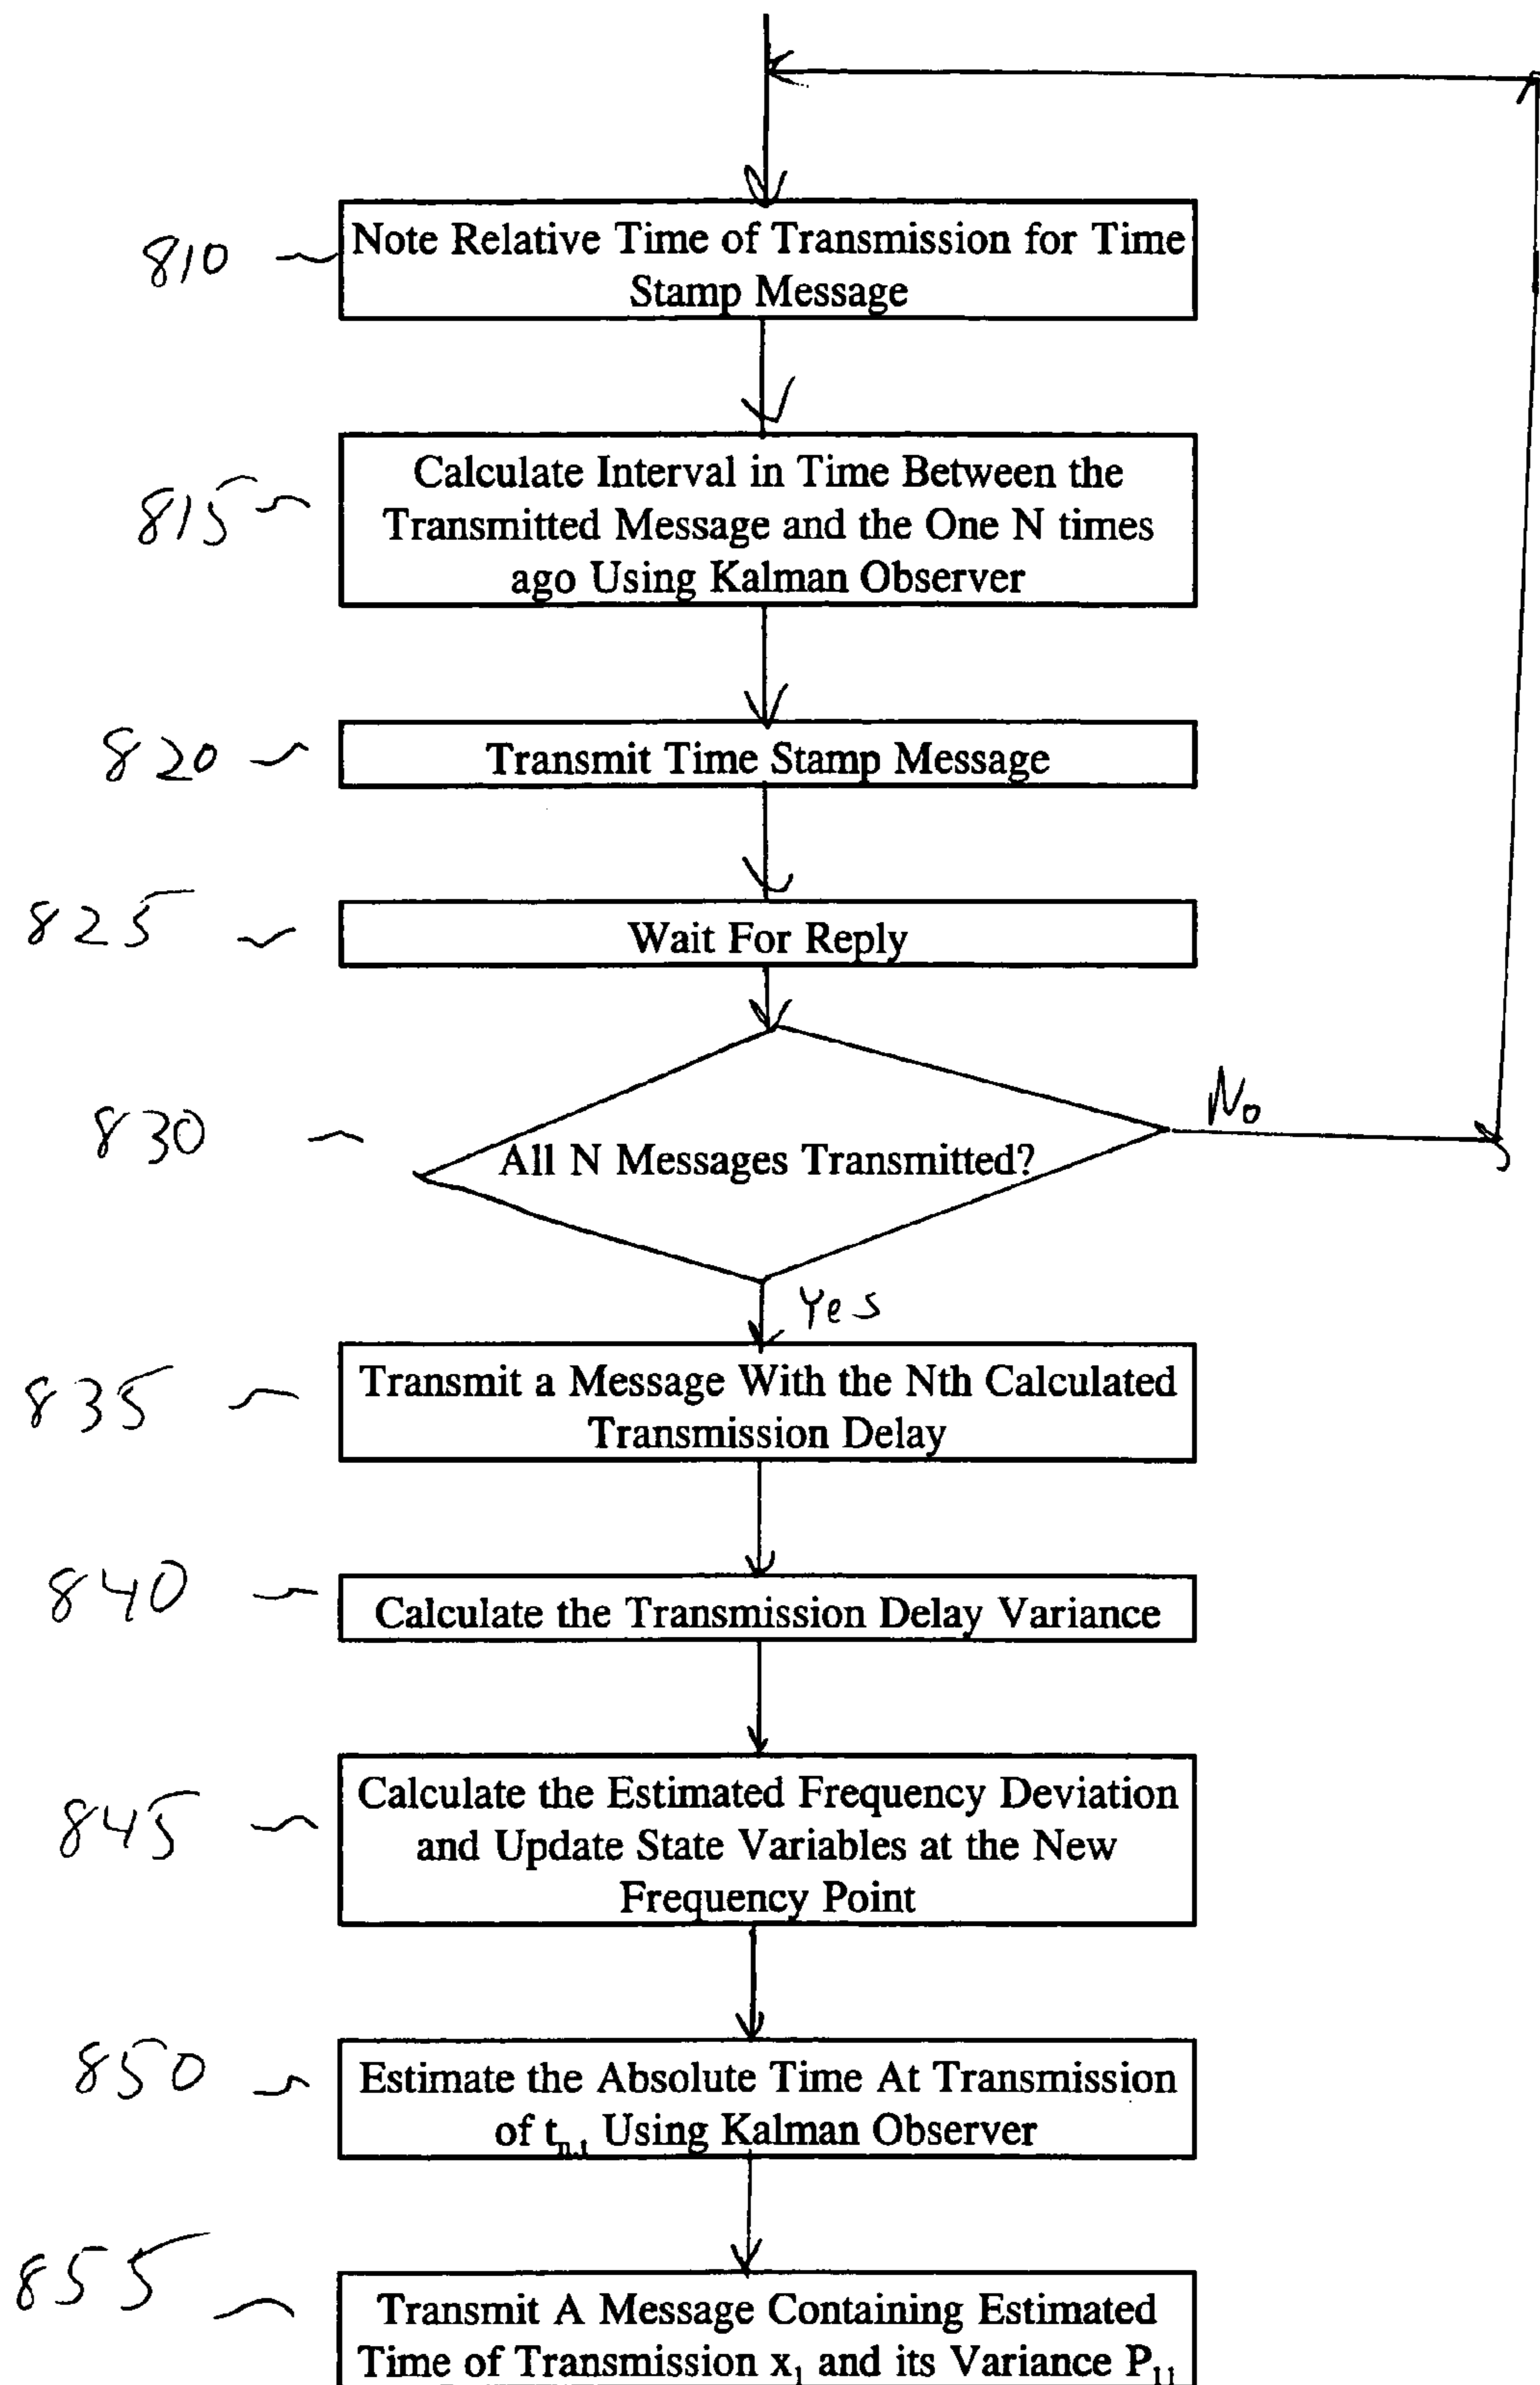 810
Note Relative Time of Transmission for Time
Stamp Message
815
Calculate Interval in Time Between the
Transmitted Message and the One N times
ago Using Kalman Observer
820
Transmit Time Stamp Message
825
Wait For Reply
830
All N Messages Transmitted?
No
Yes
835
Transmit a Message With the Nth Calculated
Transmission Delay
840
Calculate the Transmission Delay Variance
845
Calculate the Estimated Frequency Deviation
and Update State Variables at the New
Frequency Point
850
Estimate the Absolute Time At Transmission
of tn,t Using Kalman Observer
855
Transmit A Message Containing Estimated
Time of Transmission x1 and its Variance P11